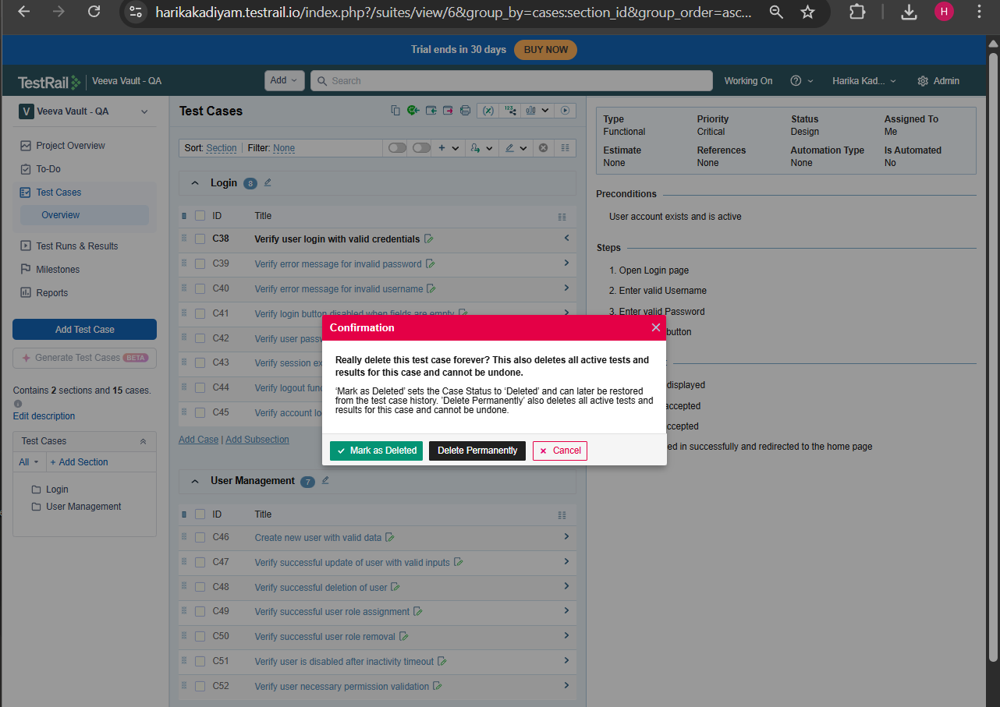 harikakadiyam.testrail.io/index.php?/suites/view/6&group_by=cases:section_id&group_order=asc...
H
Trial ends in 30 days BUY NOW
TestRail Veeva Vault - QA Add Search Working On Harika Kad... Admin
V Veeva Vault - QA
Project Overview
To-Do
Test Cases
Overview
Test Runs & Results
Milestones
Reports
Add Test Case
Generate Test Cases BETA
Contains 2 sections and 15 cases.
Edit description
Test Cases
All + Add Section
Login
User Management
Test Cases
Sort: Section | Filter: None
Login 8
ID Title
C38 Verify user login with valid credentials
C39 Verify error message for invalid password
C40 Verify error message for invalid username
C41 Verify login button disabled when fields are empty
C42 Verify user passw
C43 Verify session ex
C44 Verify logout func
C45 Verify account lo
Add Case | Add Subsection
User Management 7
ID Title
C46 Create new user with valid data
C47 Verify successful update of user with valid inputs
C48 Verify successful deletion of user
C49 Verify successful user role assignment
C50 Verify successful user role removal
C51 Verify user is disabled after inactivity timeout
C52 Verify user necessary permission validation
Type Priority Status Assigned To
Functional Critical Design Me
Estimate References Automation Type Is Automated
None None None No
Preconditions
User account exists and is active
Steps
1. Open Login page
2. Enter valid Username
3. Enter valid Password
button
displayed
accepted
ccepted
ed in successfully and redirected to the home page
Confirmation
Really delete this test case forever? This also deletes all active tests and
results for this case and cannot be undone.
'Mark as Deleted' sets the Case Status to 'Deleted' and can later be restored
from the test case history. 'Delete Permanently' also deletes all active tests and
results for this case and cannot be undone.
Mark as Deleted Delete Permanently Cancel